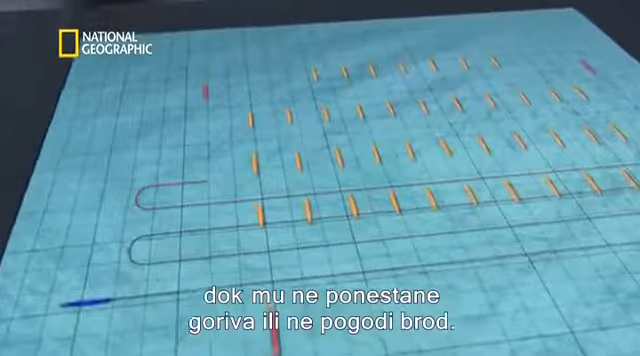 NATIONAL
GEOGRAPHIC
dok mu ne ponestane
goriva ili ne pogodi brod.